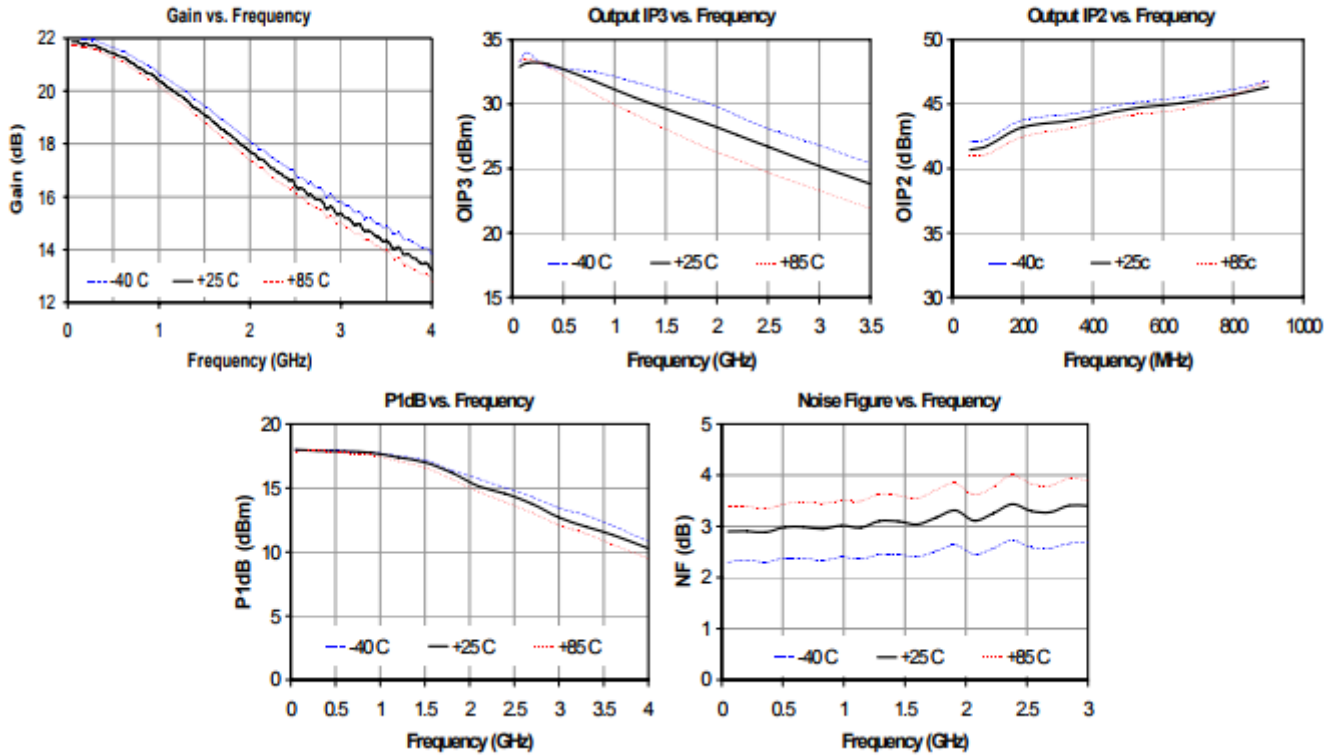 Gain vs. Frequency
22
20
18
16
14
12
Gain (dB)
-40 C
+25 C
+85 C
0
1
2
3
4
Frequency (GHz)
Output IP3 vs. Frequency
35
30
25
20
15
OIP3 (dBm)
-40 C
+25 C
+85 C
0
0.5
1
1.5
2
2.5
3
3.5
Frequency (GHz)
Output IP2 vs. Frequency
50
45
40
35
30
OIP2 (dBm)
-40c
+25c
+85c
0
200
400
600
800
1000
Frequency (MHz)
P1dB vs. Frequency
20
15
10
5
0
P1dB (dBm)
-40 C
+25 C
+85 C
0
0.5
1
1.5
2
2.5
3
3.5
4
Frequency (GHz)
Noise Figure vs. Frequency
5
4
3
2
1
0
NF (dB)
-40 C
+25 C
+85 C
0
0.5
1
1.5
2
2.5
3
Frequency (GHz)